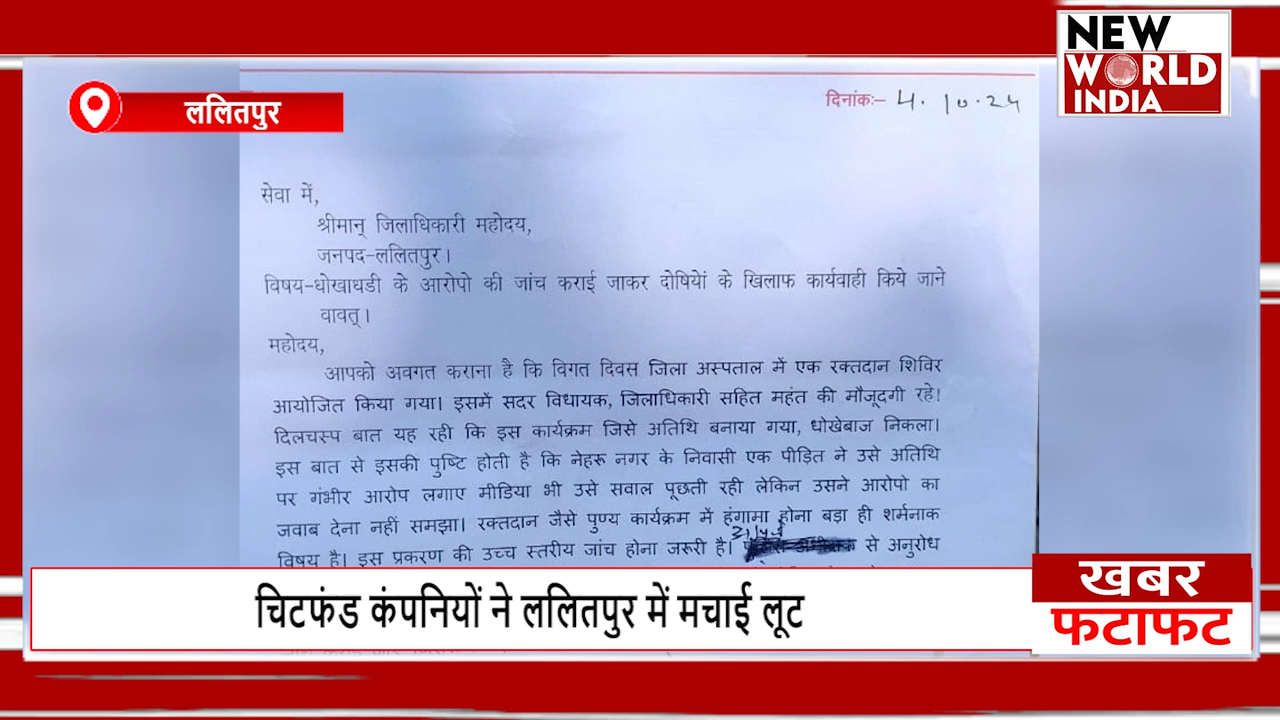 NEW
WORLD
INDIA
ललितपुर
दिनांकः– 4.10.24
सेवा में,
श्रीमान् जिलाधिकारी महोदय,
जनपद–ललितपुर।
विषय–धोखाधडी के आरोपो की जांच कराई जाकर दोषियों के खिलाफ कार्यवाही किये जाने
वावत्।
महोदय,
आपको अवगत कराना है कि विगत दिवस जिला अस्पताल में एक रक्तदान शिविर
आयोजित किया गया। इसमें सदर विधायक, जिलाधिकारी सहित महंत की मौजूदगी रहे।
दिलचस्प बात यह रही कि इस कार्यक्रम जिसे अतिथि बनाया गया, धोखेबाज निकला।
इस बात से इसकी पुष्टि होती है कि नेहरू नगर के निवासी एक पीड़ित ने उसे अतिथि
पर गंभीर आरोप लगाए मीडिया भी उसे सवाल पूछती रही लेकिन उसने आरोपो का
जवाब देना नहीं समझा। रक्तदान जैसे पुण्य कार्यक्रम में हंगामा होना बड़ा ही शर्मनाक
विषय है। इस प्रकरण की उच्च स्तरीय जांच होना जरूरी है। से अनुरोध
चिटफंड कंपनियों ने ललितपुर में मचाई लूट
खबर
फटाफट